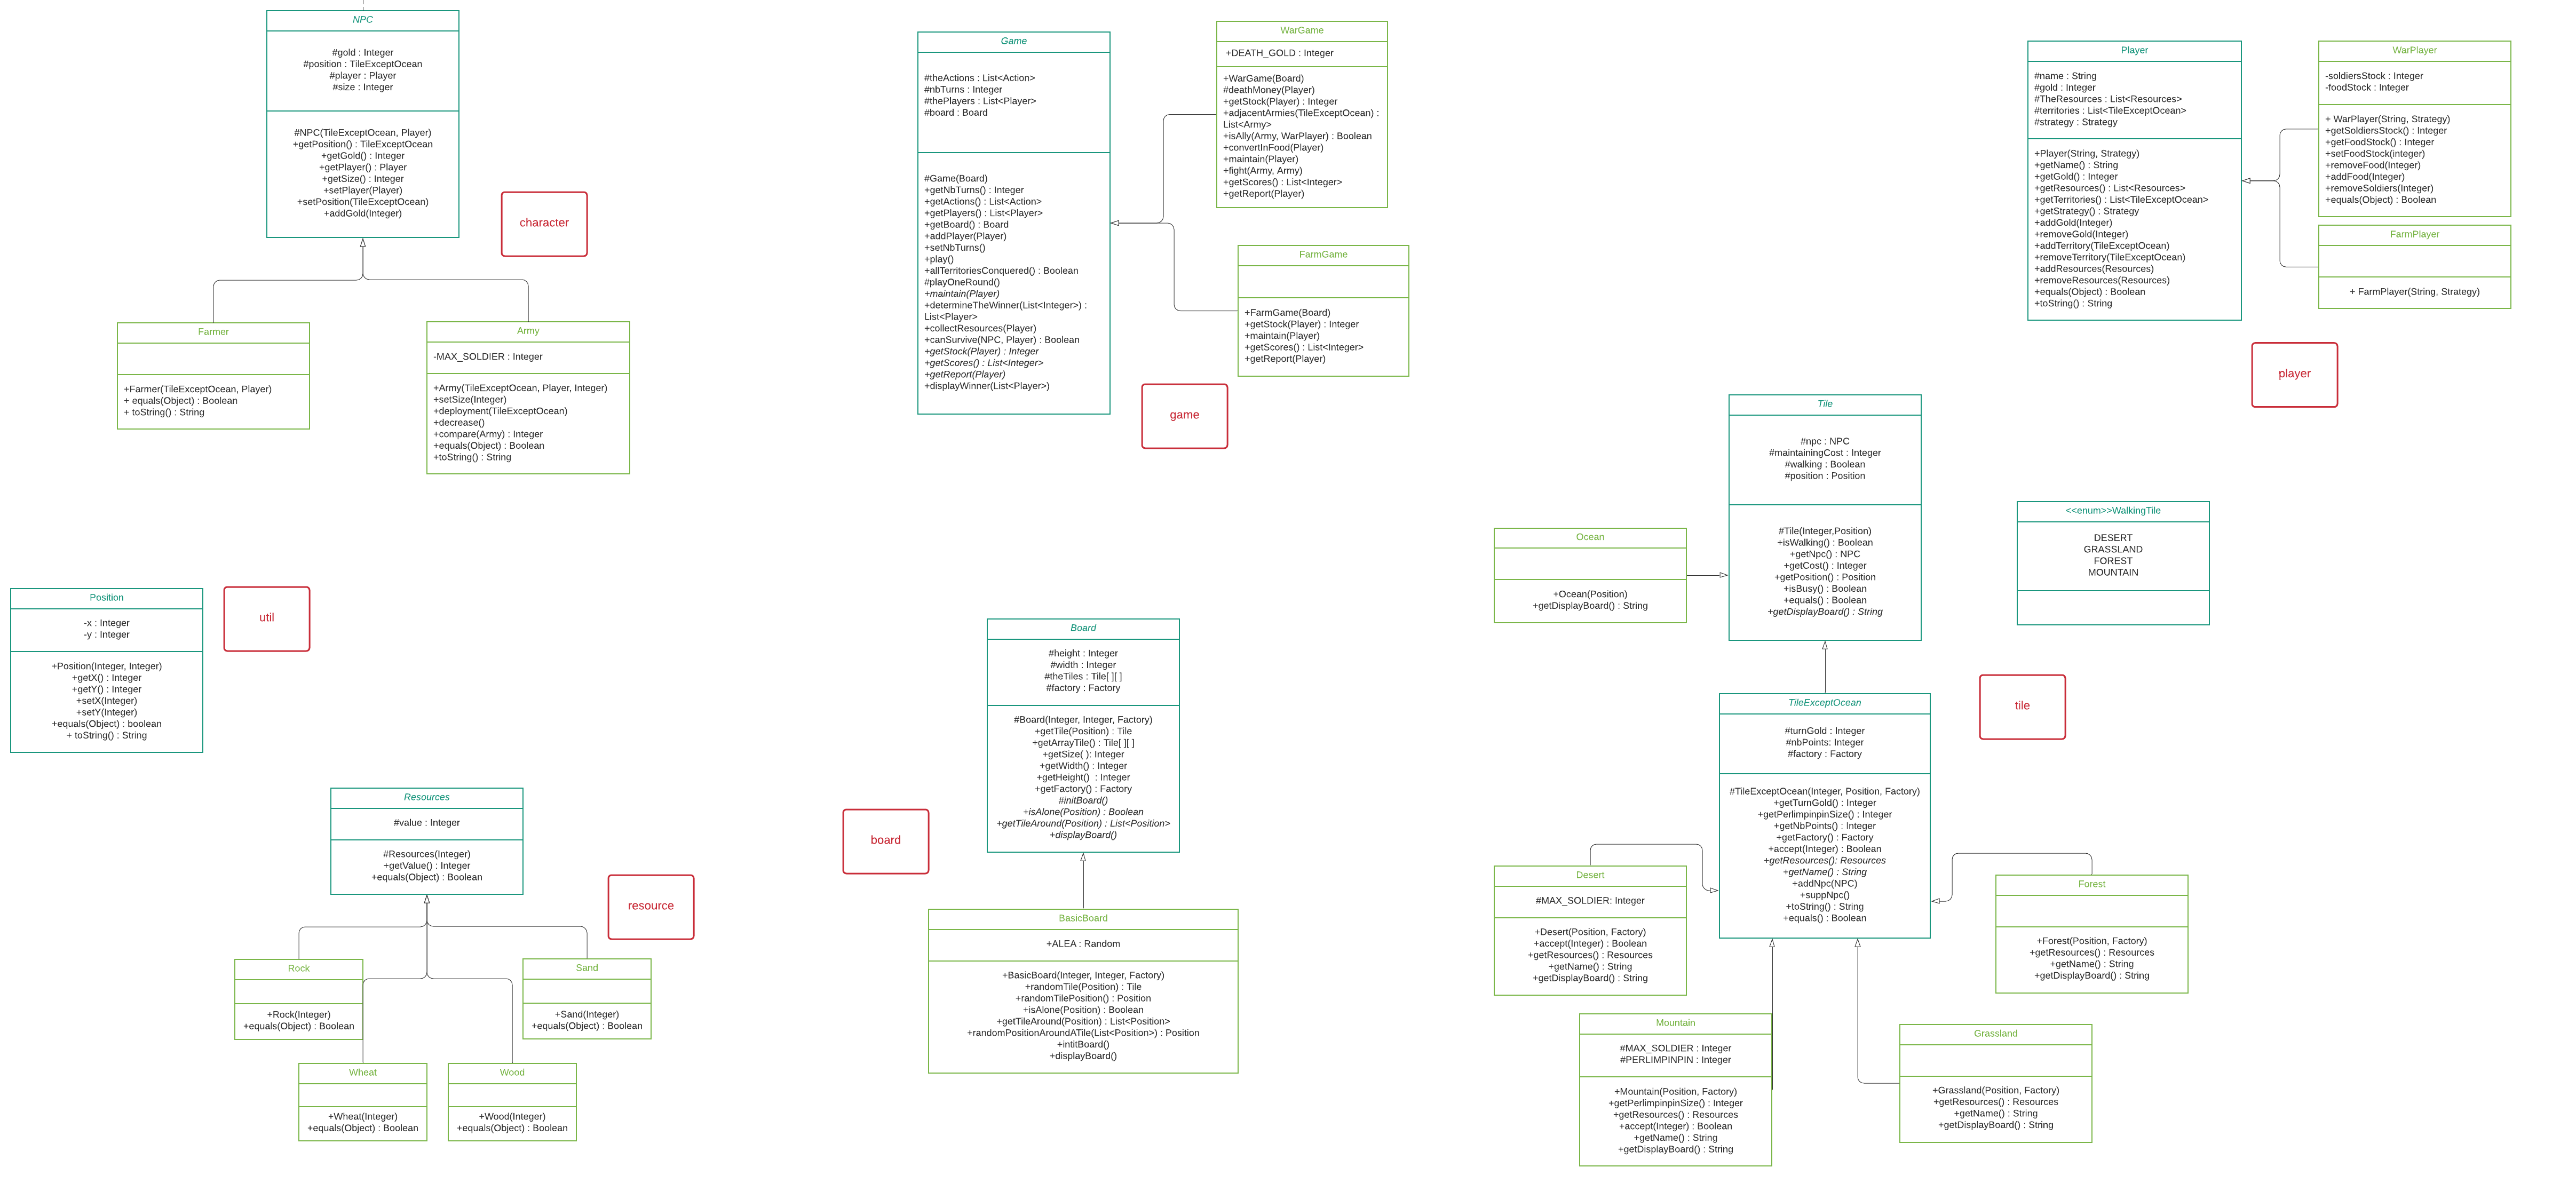 NPC
#gold : Integer
#position : TileExceptOcean
#player : Player
#size : Integer
#NPC(TileExceptOcean, Player)
+getPosition() : TileExceptOcean
+getGold() : Integer
+getPlayer() : Player
+getSize() : Integer
+setPlayer(Player)
+setPosition(TileExceptOcean)
+addGold(Integer)
character
Farmer
+Farmer(TileExceptOcean, Player)
+ equals(Object) : Boolean
+ toString() : String
Army
-MAX_SOLDIER : Integer
+Army(TileExceptOcean, Player, Integer)
+setSize(Integer)
+deployment(TileExceptOcean)
+decrease()
+compare(Army) : Integer
+equals(Object) : Boolean
+toString() : String
Game
#theActions : List<Action>
#nbTurns : Integer
#thePlayers : List<Player>
#board : Board
#Game(Board)
+getNbTurns() : Integer
+getActions() : List<Action>
+getPlayers() : List<Player>
+getBoard() : Board
+addPlayer(Player)
+setNbTurns()
+play()
+allTerritoriesConquered() : Boolean
#playOneRound()
+maintain(Player)
+determineTheWinner(List<Integer>) :
List<Player>
+collectResources(Player)
+canSurvive(NPC, Player) : Boolean
+getStock(Player) : Integer
+getScores() : List<Integer>
+getReport(Player)
+displayWinner(List<Player>)
WarGame
+DEATH_GOLD : Integer
+WarGame(Board)
#deathMoney(Player)
+getStock(Player) : Integer
+adjacentArmies(TileExceptOcean) :
List<Army>
+isAlly(Army, WarPlayer) : Boolean
+convertInFood(Player)
+maintain(Player)
+fight(Army, Army)
+getScores() : List<Integer>
+getReport(Player)
FarmGame
+FarmGame(Board)
+getStock(Player) : Integer
+maintain(Player)
+getScores() : List<Integer>
+getReport(Player)
game
Player
#name : String
#gold : Integer
#TheResources : List<Resources>
#territories : List<TileExceptOcean>
#strategy : Strategy
+Player(String, Strategy)
+getName() : String
+getGold() : Integer
+getResources() : List<Resources>
+getTerritories() : List<TileExceptOcean>
+getStrategy() : Strategy
+addGold(Integer)
+removeGold(Integer)
+addTerritory(TileExceptOcean)
+removeTerritory(TileExceptOcean)
+addResources(Resources)
+removeResources(Resources)
+equals(Object) : Boolean
+toString() : String
WarPlayer
-soldiersStock : Integer
-foodStock : Integer
+ WarPlayer(String, Strategy)
+getSoldiersStock() : Integer
+getFoodStock() : Integer
+setFoodStock(integer)
+removeFood(Integer)
+addFood(Integer)
+removeSoldiers(Integer)
+equals(Object) : Boolean
FarmPlayer
+ FarmPlayer(String, Strategy)
player
Tile
#npc : NPC
#maintainingCost : Integer
#walking : Boolean
#position : Position
#Tile(Integer,Position)
+isWalking() : Boolean
+getNpc() : NPC
+getCost() : Integer
+getPosition() : Position
+isBusy() : Boolean
+equals() : Boolean
+getDisplayBoard() : String
Ocean
+Ocean(Position)
+getDisplayBoard() : String
<<enum>>WalkingTile
DESERT
GRASSLAND
FOREST
MOUNTAIN
tile
TileExceptOcean
#turnGold : Integer
#nbPoints: Integer
#factory : Factory
#TileExceptOcean(Integer, Position, Factory)
+getTurnGold() : Integer
+getPerlimpinpinSize() : Integer
+getNbPoints() : Integer
+getFactory() : Factory
+accept(Integer) : Boolean
+getResources(): Resources
+getName() : String
+addNpc(NPC)
+suppNpc()
+toString() : String
+equals() : Boolean
Desert
#MAX_SOLDIER: Integer
+Desert(Position, Factory)
+accept(Integer) : Boolean
+getResources() : Resources
+getName() : String
+getDisplayBoard() : String
Forest
+Forest(Position, Factory)
+getResources() : Resources
+getName() : String
+getDisplayBoard() : String
Mountain
#MAX_SOLDIER : Integer
#PERLIMPINPIN : Integer
+Mountain(Position, Factory)
+getPerlimpinpinSize() : Integer
+getResources() : Resources
+accept(Integer) : Boolean
+getName() : String
+getDisplayBoard() : String
Grassland
+Grassland(Position, Factory)
+getResources() : Resources
+getName() : String
+getDisplayBoard() : String
Position
-x : Integer
-y : Integer
+Position(Integer, Integer)
+getX() : Integer
+getY() : Integer
+setX(Integer)
+setY(Integer)
+equals(Object) : boolean
+ toString() : String
util
Resources
#value : Integer
#Resources(Integer)
+getValue() : Integer
+equals(Object) : Boolean
resource
Rock
+Rock(Integer)
+equals(Object) : Boolean
Sand
+Sand(Integer)
+equals(Object) : Boolean
Wheat
+Wheat(Integer)
+equals(Object) : Boolean
Wood
+Wood(Integer)
+equals(Object) : Boolean
Board
#height : Integer
#width : Integer
#theTiles : Tile[ ][ ]
#factory : Factory
#Board(Integer, Integer, Factory)
+getTile(Position) : Tile
+getArrayTile() : Tile[ ][ ]
+getSize( ): Integer
+getWidth() : Integer
+getHeight()  : Integer
+getFactory() : Factory
#initBoard()
+isAlone(Position) : Boolean
+getTileAround(Position) : List<Position>
+displayBoard()
board
BasicBoard
+ALEA : Random
+BasicBoard(Integer, Integer, Factory)
+randomTile(Position) : Tile
+randomTilePosition() : Position
+isAlone(Position) : Boolean
+getTileAround(Position) : List<Position>
+randomPositionAroundATile(List<Position>) : Position
+intitBoard()
+displayBoard()